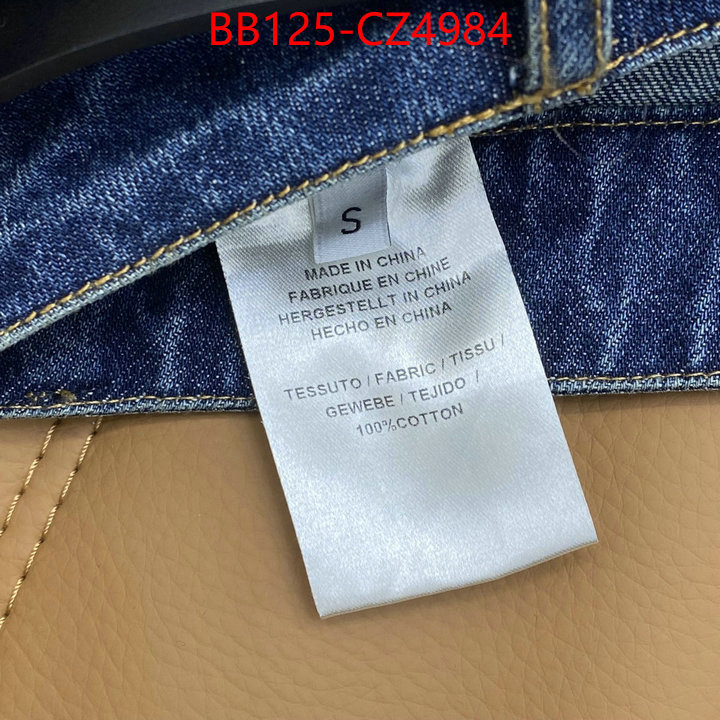 BB125-CZ4984
S
MADE IN CHINA
FABRIQUE EN CHINE
HERGESTELLT IN CHINA
HECHO EN CHINA
TESSUTO / FABRIC / TISSU /
GEWEBE / TEJIDO /
100%COTTON